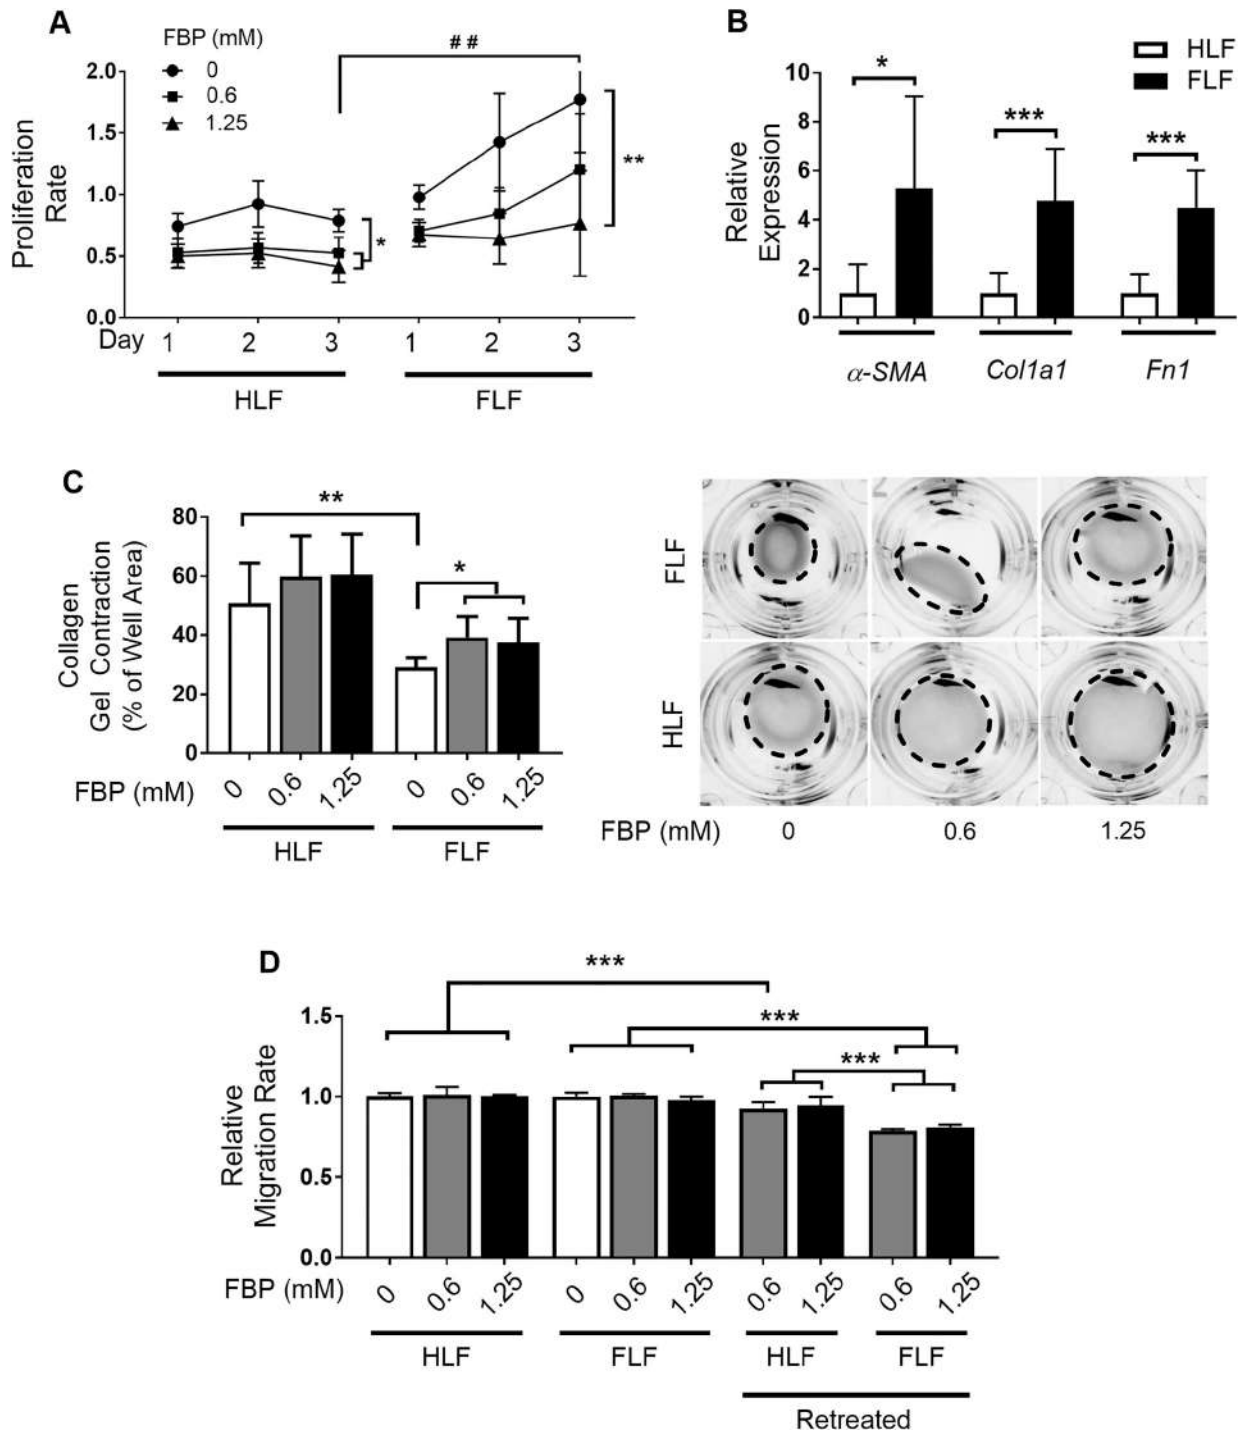 A
FBP (mM)
0
0.6
1.25
##
2.0
1.5
1.0
0.5
0.0
Proliferation
Rate
*
**
Day 1 2 3 1 2 3
HLF FLF
B
HLF
FLF
10
8
6
4
2
0
Relative
Expression
*
***
***
α-SMA Col1a1 Fn1
C
**
*
80
60
40
20
0
Collagen
Gel Contraction
(% of Well Area)
FBP (mM) 0 0.6 1.25 0 0.6 1.25
HLF FLF
FLF
HLF
FBP (mM) 0 0.6 1.25
D
***
***
***
1.5
1.0
0.5
0.0
Relative
Migration Rate
FBP (mM) 0 0.6 1.25 0 0.6 1.25 0.6 1.25 0.6 1.25
HLF FLF HLF FLF
Retreated